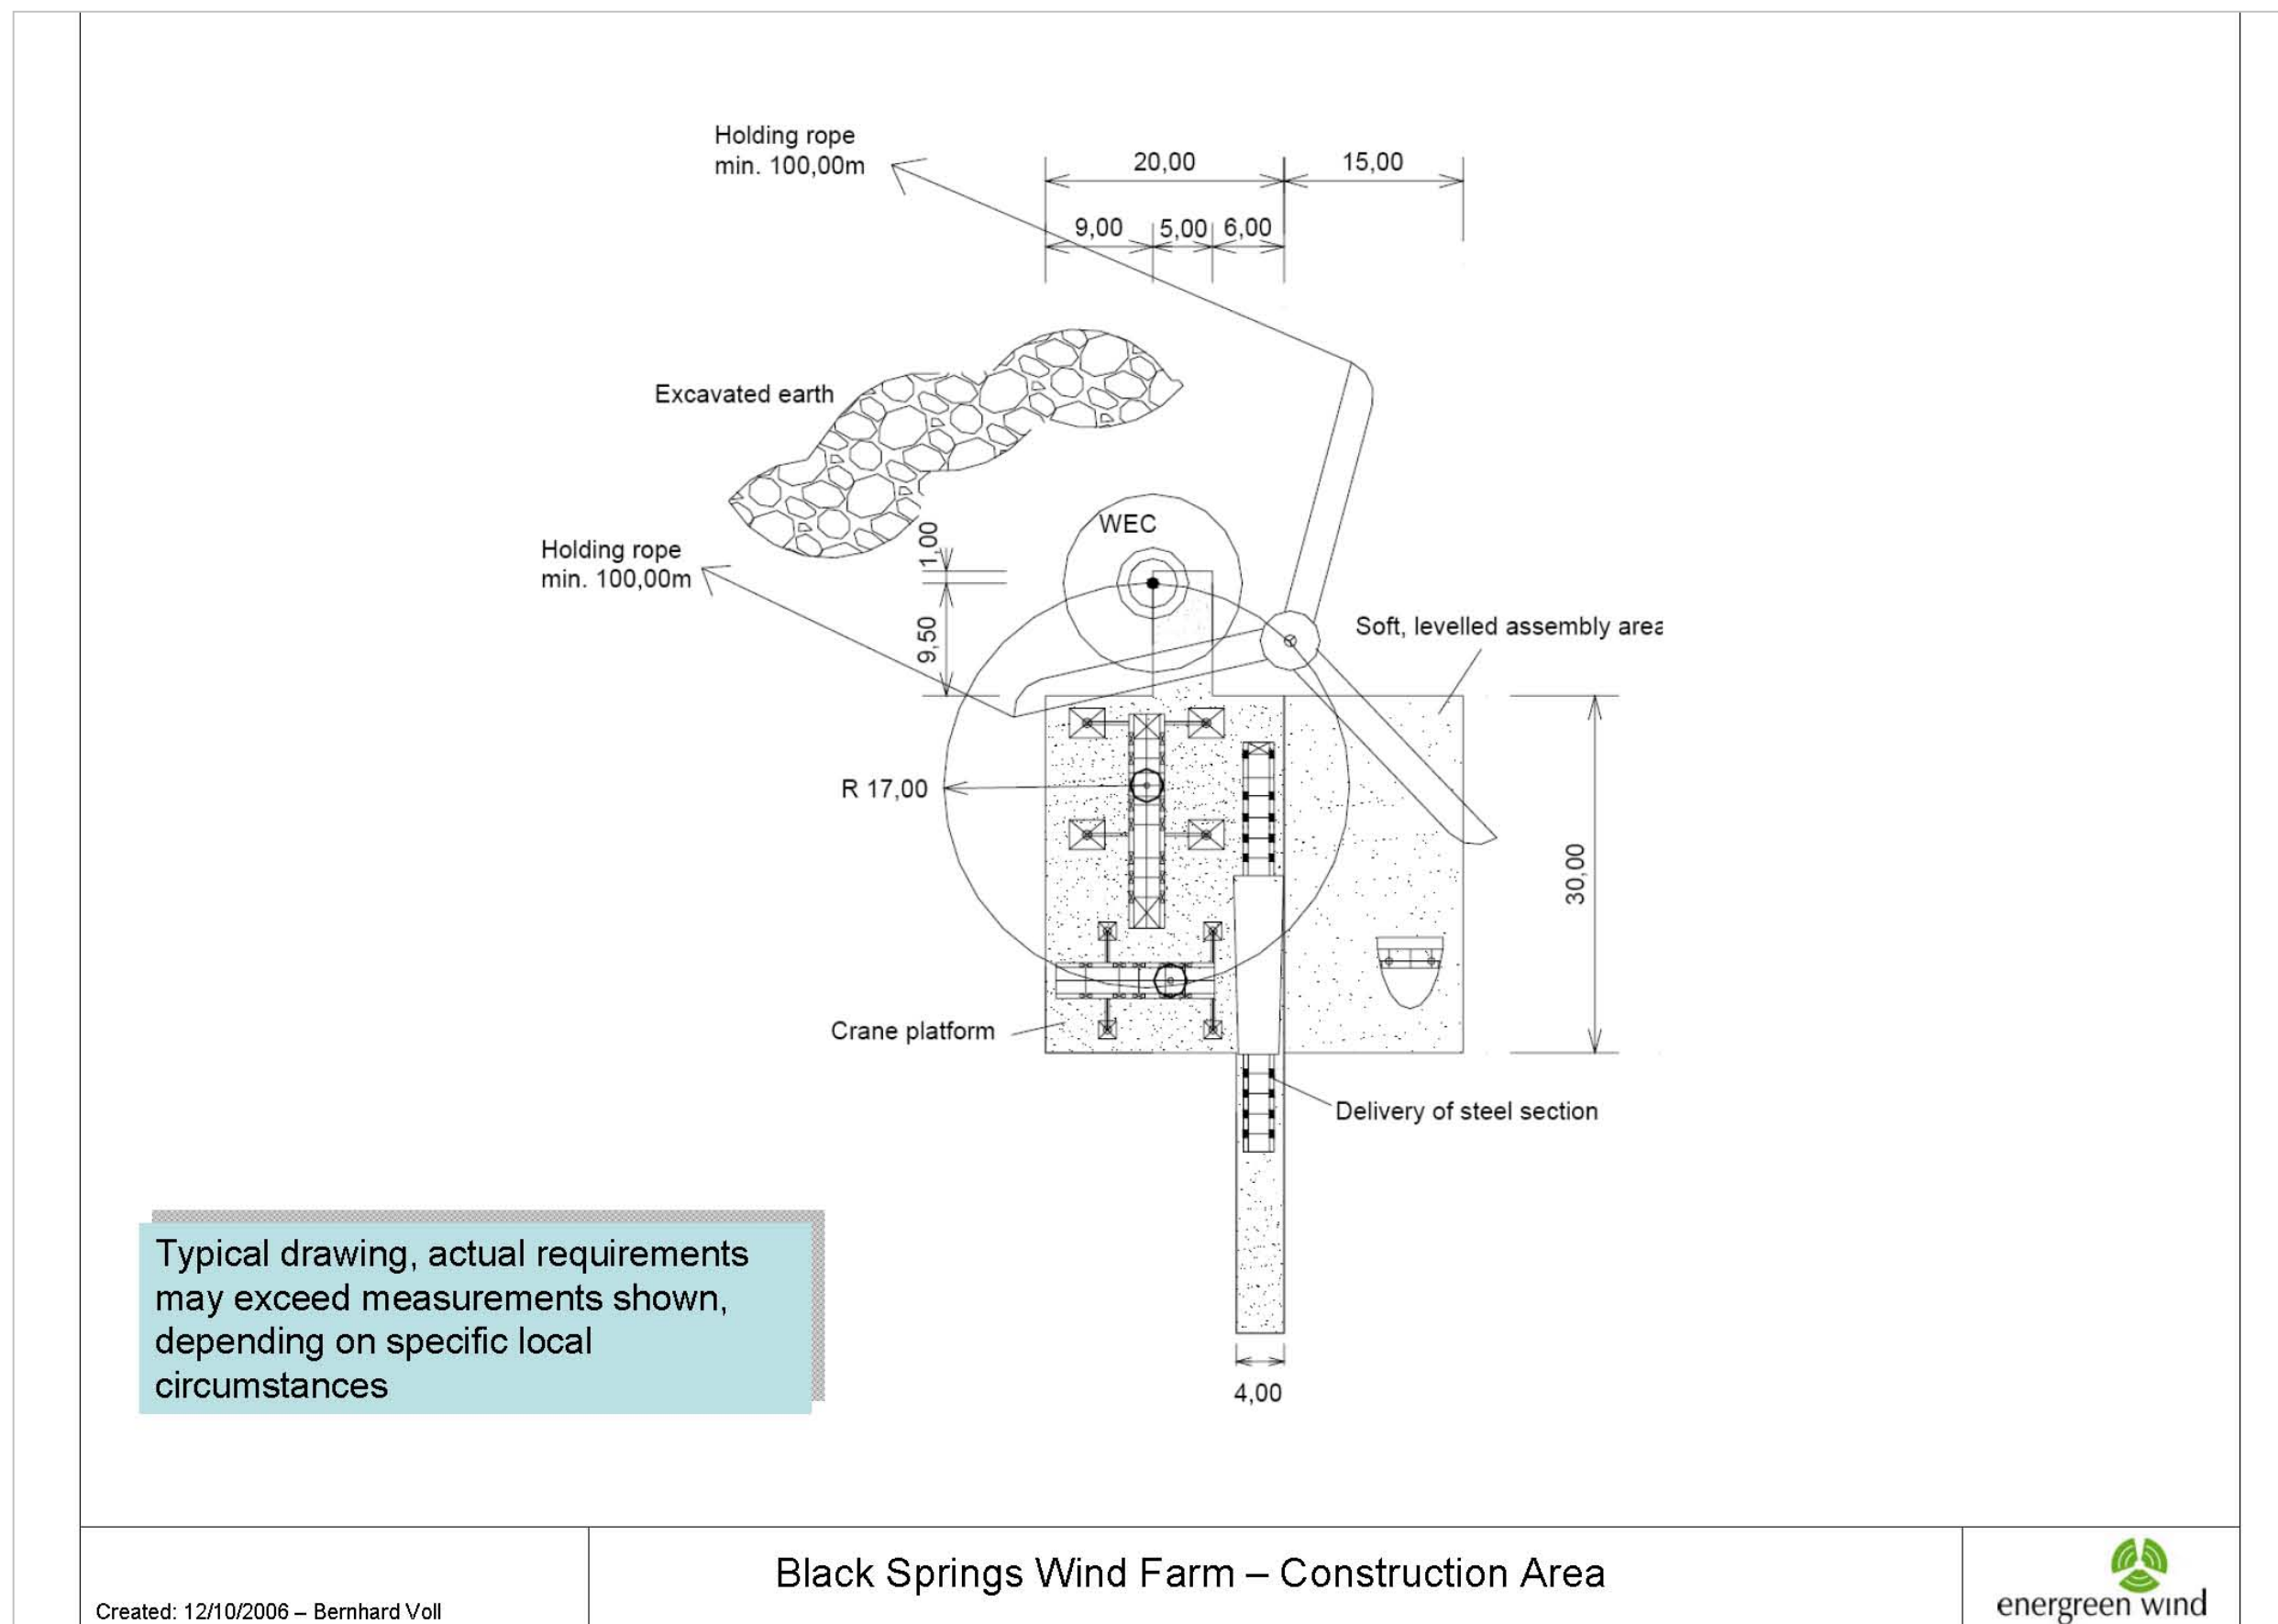 Holding rope
min. 100,00m
20,00
15,00
9,00
5,00
6,00
Excavated earth
WEC
Holding rope
min. 100,00m
1,00
9,50
Soft, levelled assembly area
R 17,00
30,00
Crane platform
Delivery of steel section
4,00
Typical drawing, actual requirements
may exceed measurements shown,
depending on specific local
circumstances
Black Springs Wind Farm – Construction Area
Created: 12/10/2006 – Bernhard Voll
energreen wind